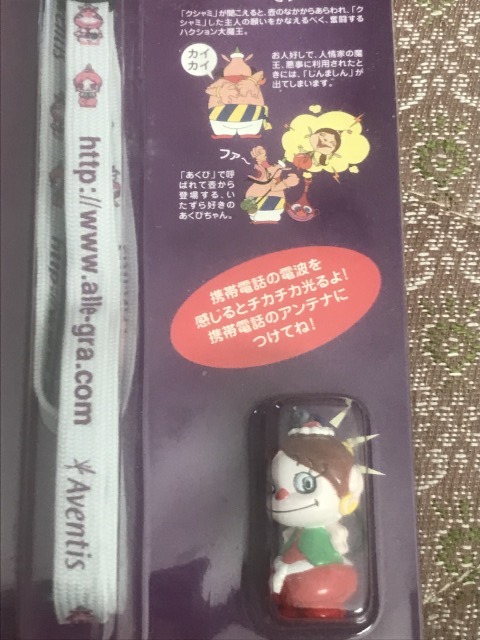 「クシャミ」が聞こえると、壺のなかからあらわれ、「ク
シャミ」した主人の願いをかなえるべく、奮闘する
ハクション大魔王。
カイ
カイ
お人好しで、人情家の魔
王。悪事に利用されたと
きには、「じんましん」が
出てしまいます。
ファ〜
「あくび」で呼
ばれて壺から
登場する、い
たずら好きの
あくびちゃん。
携帯電話の電波を
感じるとチカチカ光るよ!
携帯電話のアンテナに
つけてね!
http://www.alle-gra.com
Aventis